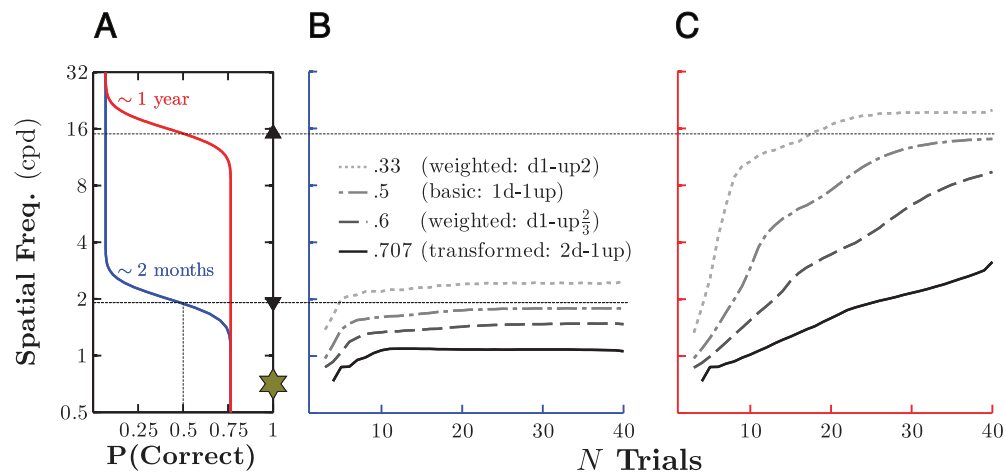 A
B
C
Spatial Freq. (cpd)
32
16
8
4
2
1
0.5
~ 1 year
~ 2 months
0.25
0.5
0.75
1
P(Correct)
.33 (weighted: d1-up2)
.5 (basic: 1d-1up)
.6 (weighted: d1-up2/3)
.707 (transformed: 2d-1up)
10
20
30
40
10
20
30
40
N Trials